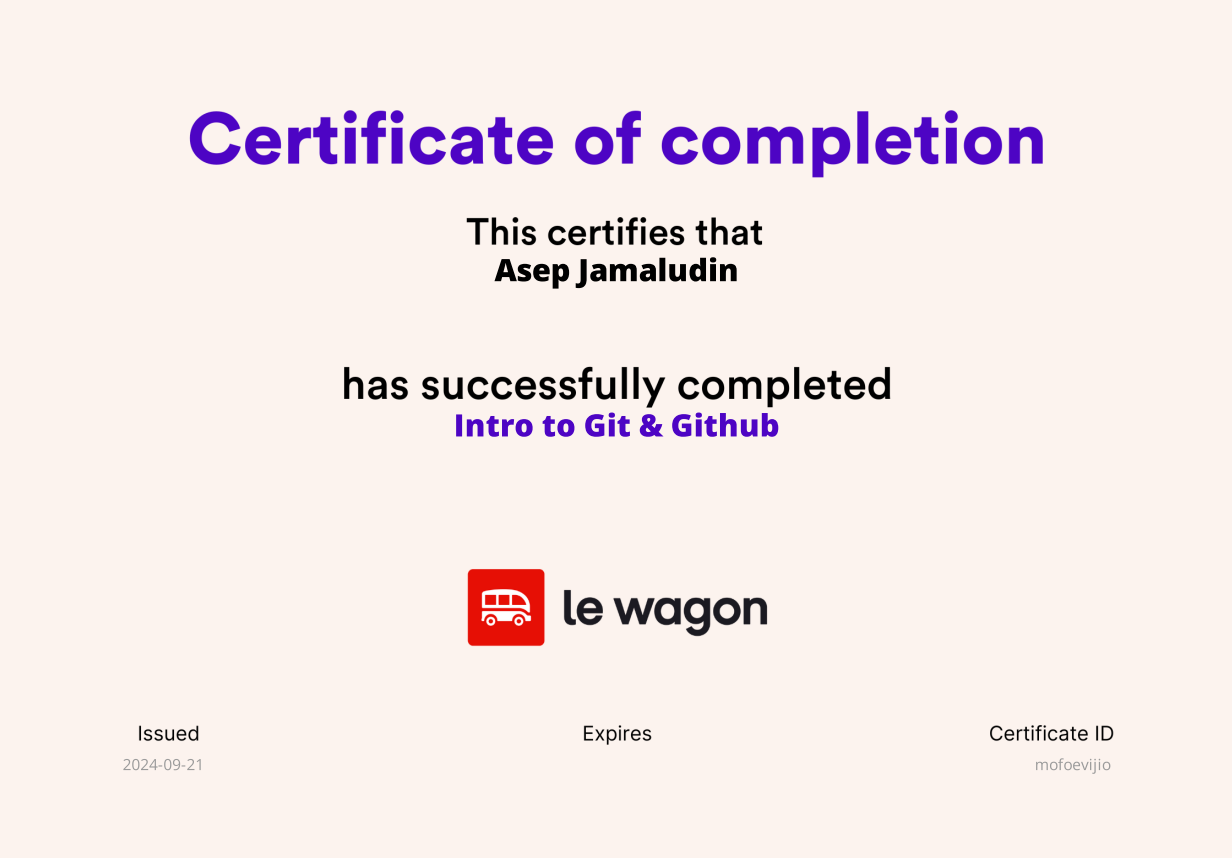 Certificate of completion
This certifies that
Asep Jamaludin
has successfully completed
Intro to Git & Github
le wagon
Issued
Expires
Certificate ID
2024-09-21
mofoevijio